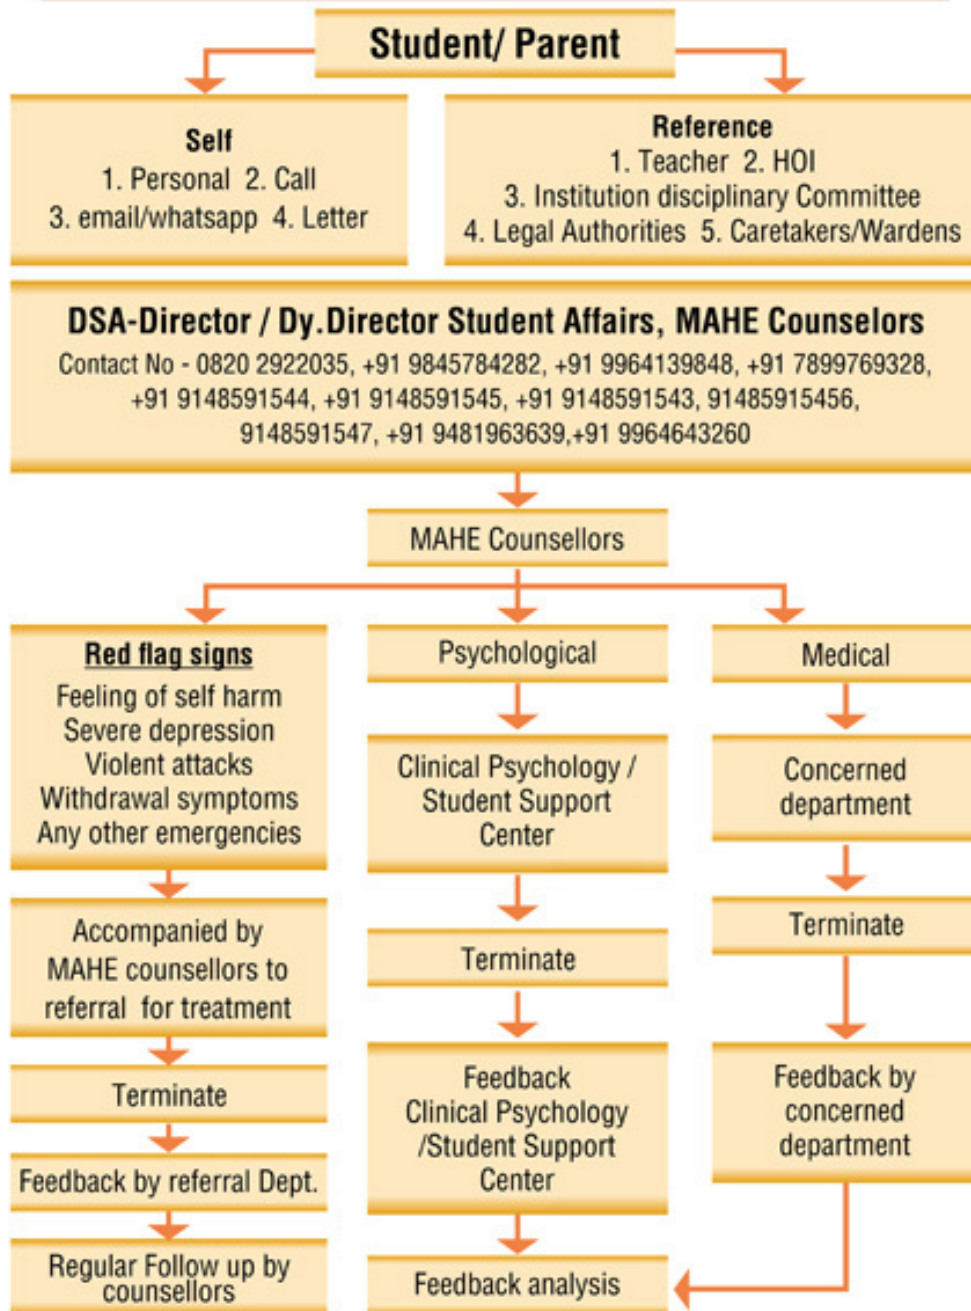 Student/ Parent
Self
1. Personal 2. Call
3. email/whatsapp 4. Letter
Reference
1. Teacher 2. HOI
3. Institution disciplinary Committee
4. Legal Authorities 5. Caretakers/Wardens
DSA-Director / Dy.Director Student Affairs, MAHE Counselors
Contact No - 0820 2922035, +91 9845784282, +91 9964139848, +91 7899769328,
+91 9148591544, +91 9148591545, +91 9148591543, 91485915456,
9148591547, +91 9481963639,+91 9964643260
MAHE Counsellors
Red flag signs
Feeling of self harm
Severe depression
Violent attacks
Withdrawal symptoms
Any other emergencies
Accompanied by
MAHE counsellors to
referral for treatment
Terminate
Feedback by referral Dept.
Regular Follow up by
counsellors
Psychological
Clinical Psychology /
Student Support
Center
Terminate
Feedback
Clinical Psychology
/Student Support
Center
Feedback analysis
Medical
Concerned
department
Terminate
Feedback by
concerned
department